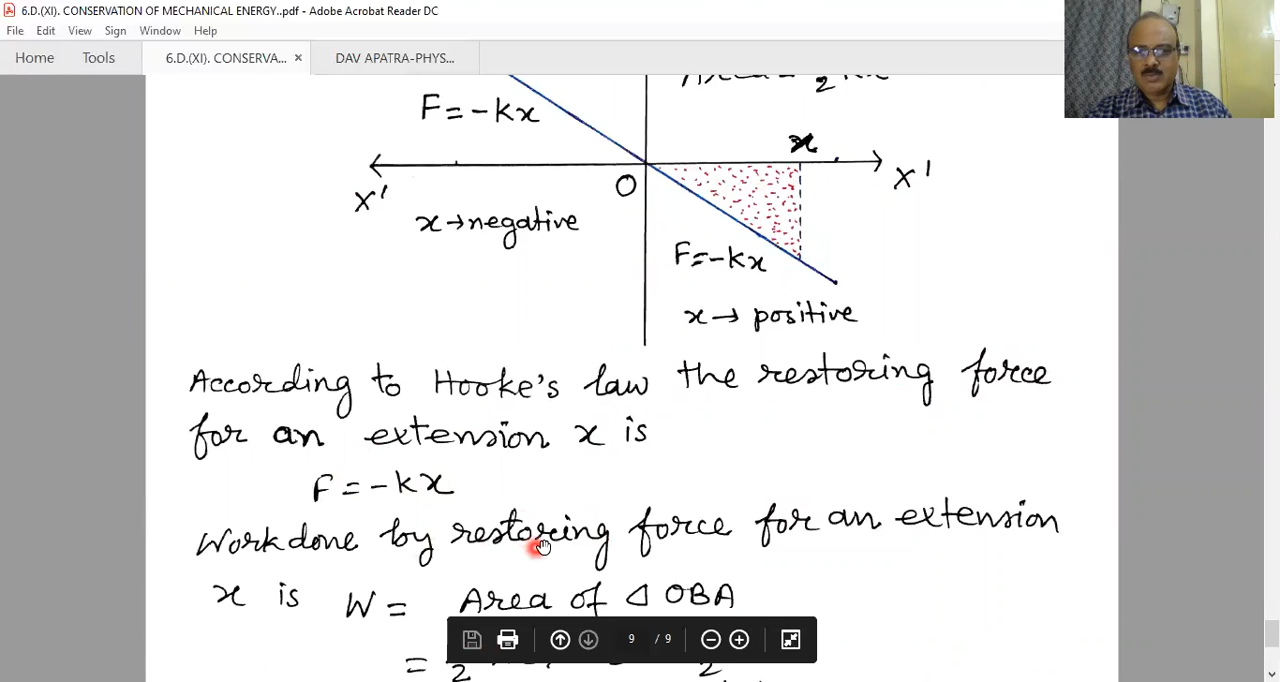 6.D.(XI). CONSERVATION OF MECHANICAL ENERGY..pdf - Adobe Acrobat Reader DC
File Edit View Sign Window Help
Home Tools 6.D.(XI). CONSERVA... × DAV APATRA-PHYS...
F=-kx
x
X' O X'
x→negative
F=-kx
x→ positive
According to Hooke's law the restoring force
for an extension x is
F=-kx
Workdone by restoring force for an extension
x is W= Area of △ OBA
9 / 9
=